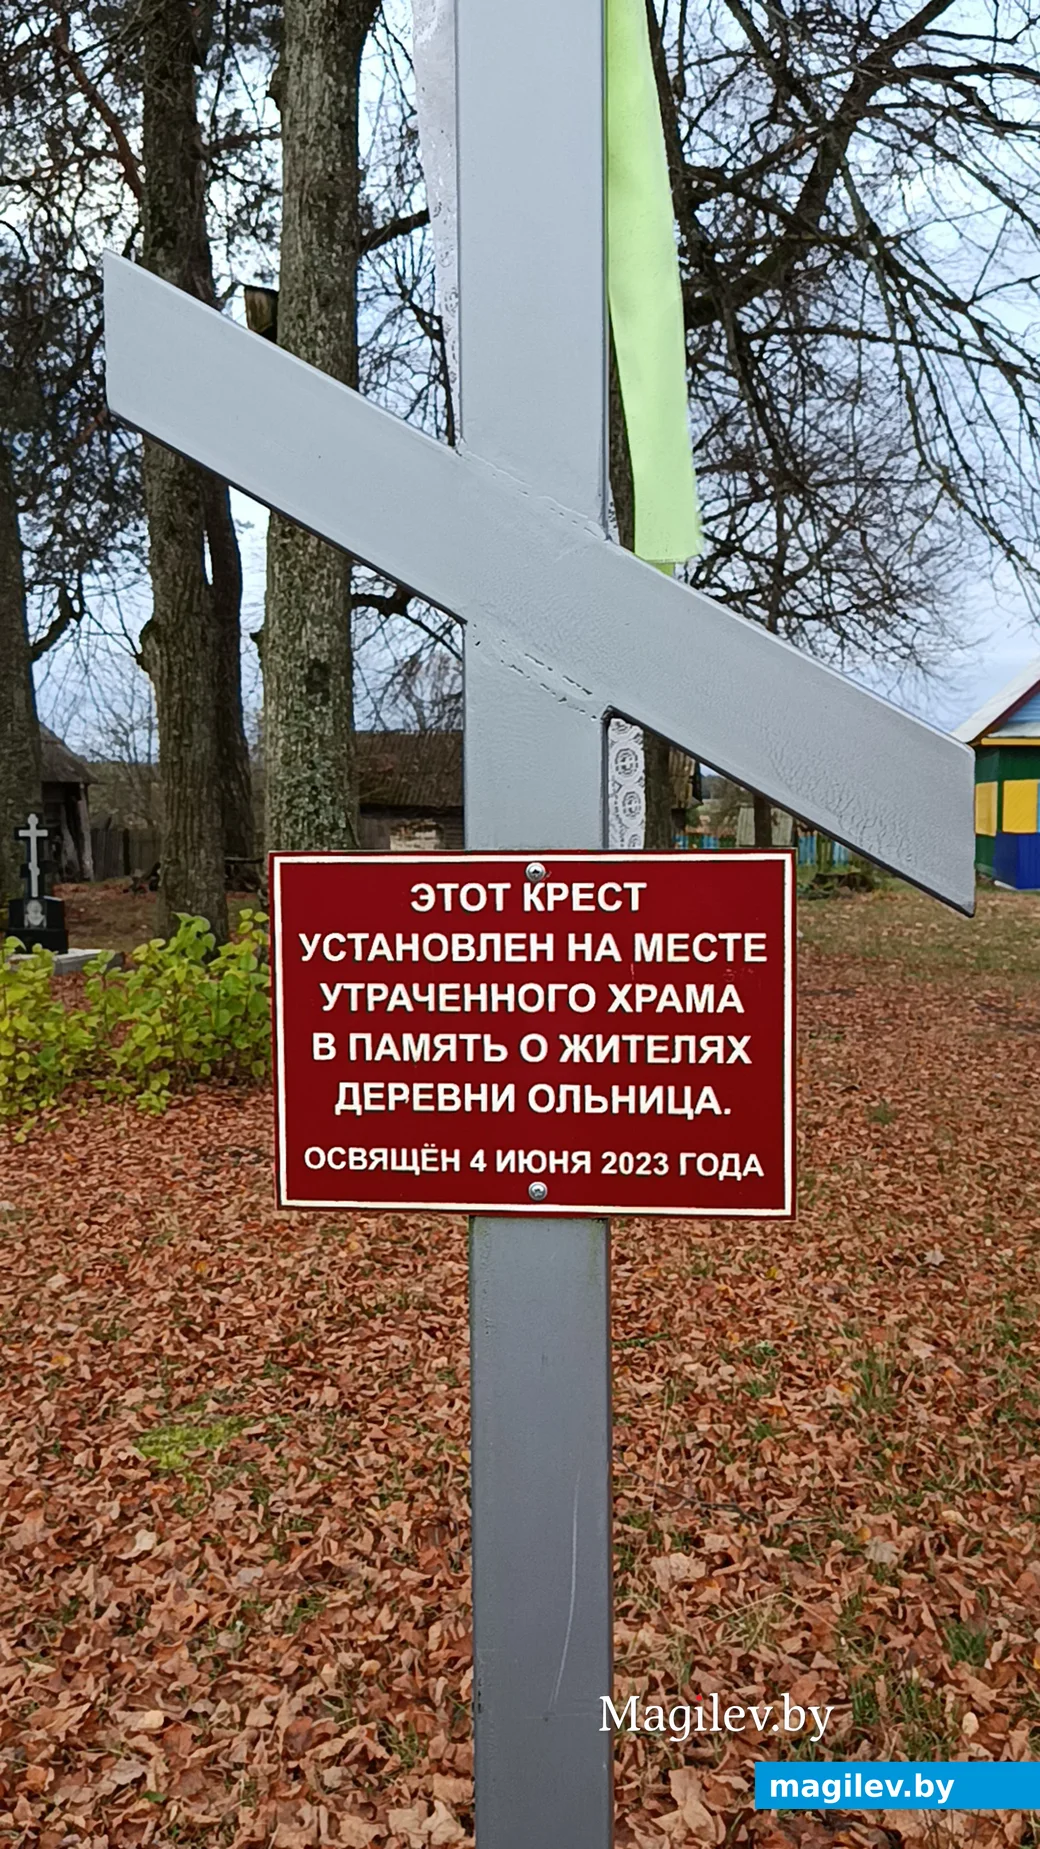 ЭТОТ КРЕСТ
УСТАНОВЛЕН НА МЕСТЕ
УТРАЧЕННОГО ХРАМА
В ПАМЯТЬ О ЖИТЕЛЯХ
ДЕРЕВНИ ОЛЬНИЦА.
ОСВЯЩЁН 4 ИЮНЯ 2023 ГОДА
Magilev.by
magilev.by